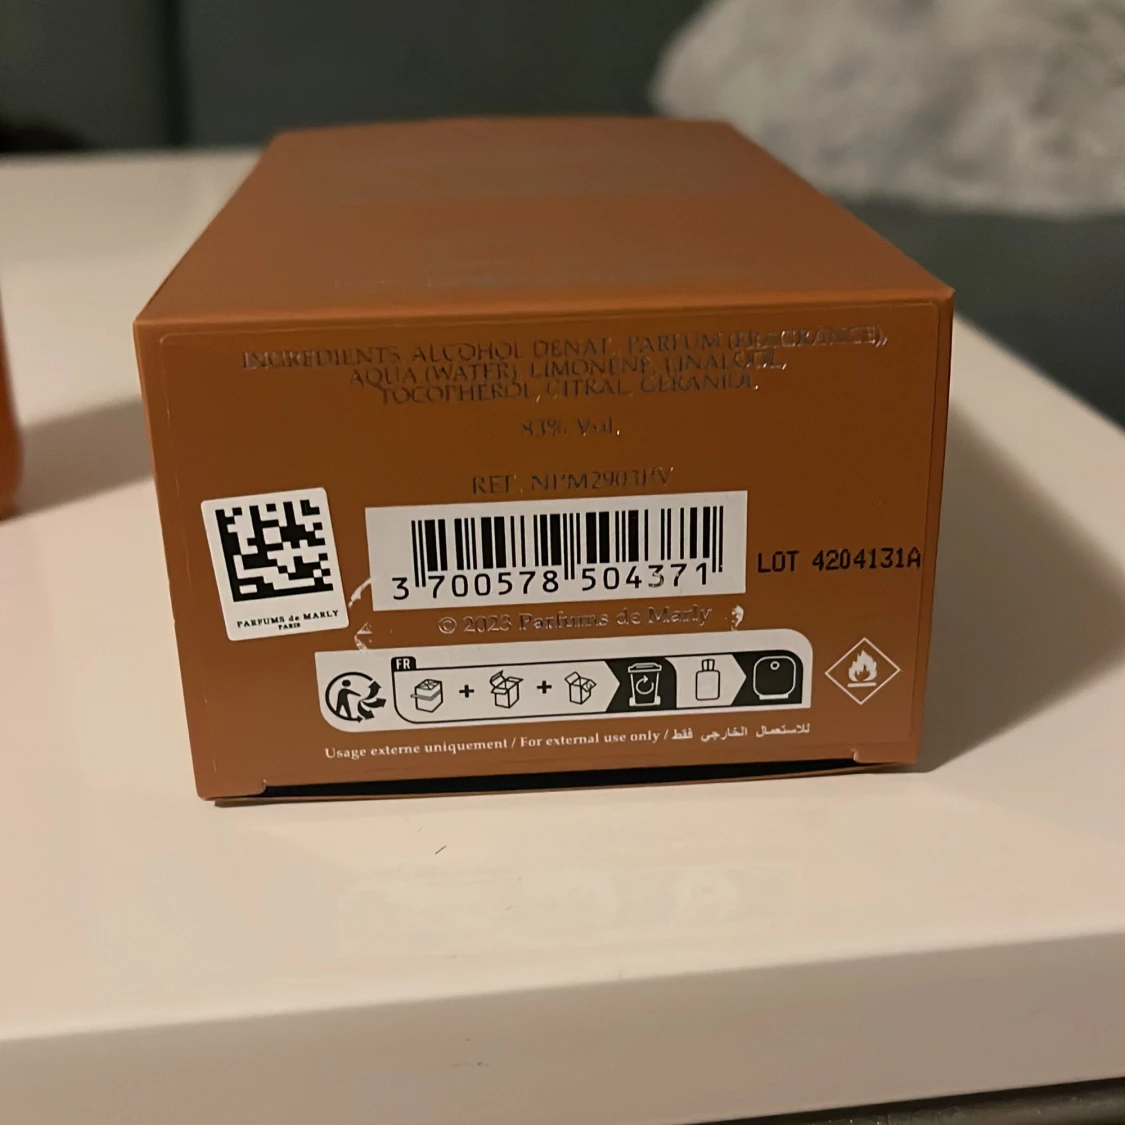 INGREDIENTS ALCOHOL DENAT, PARFUM (FRAGRANCE),
AQUA (WATER), LIMONENE, LINALOOL,
TOCOPHEROL, CITRAL, GERANIOL
83% Vol.
REF. NPM2903PV
3 700578 504371
LOT 4204131A
PARFUMS de MARLY
PARIS
© 2023 Parfums de Marly
FR
Usage externe uniquement / For external use only / للاستعمال الخارجي فقط